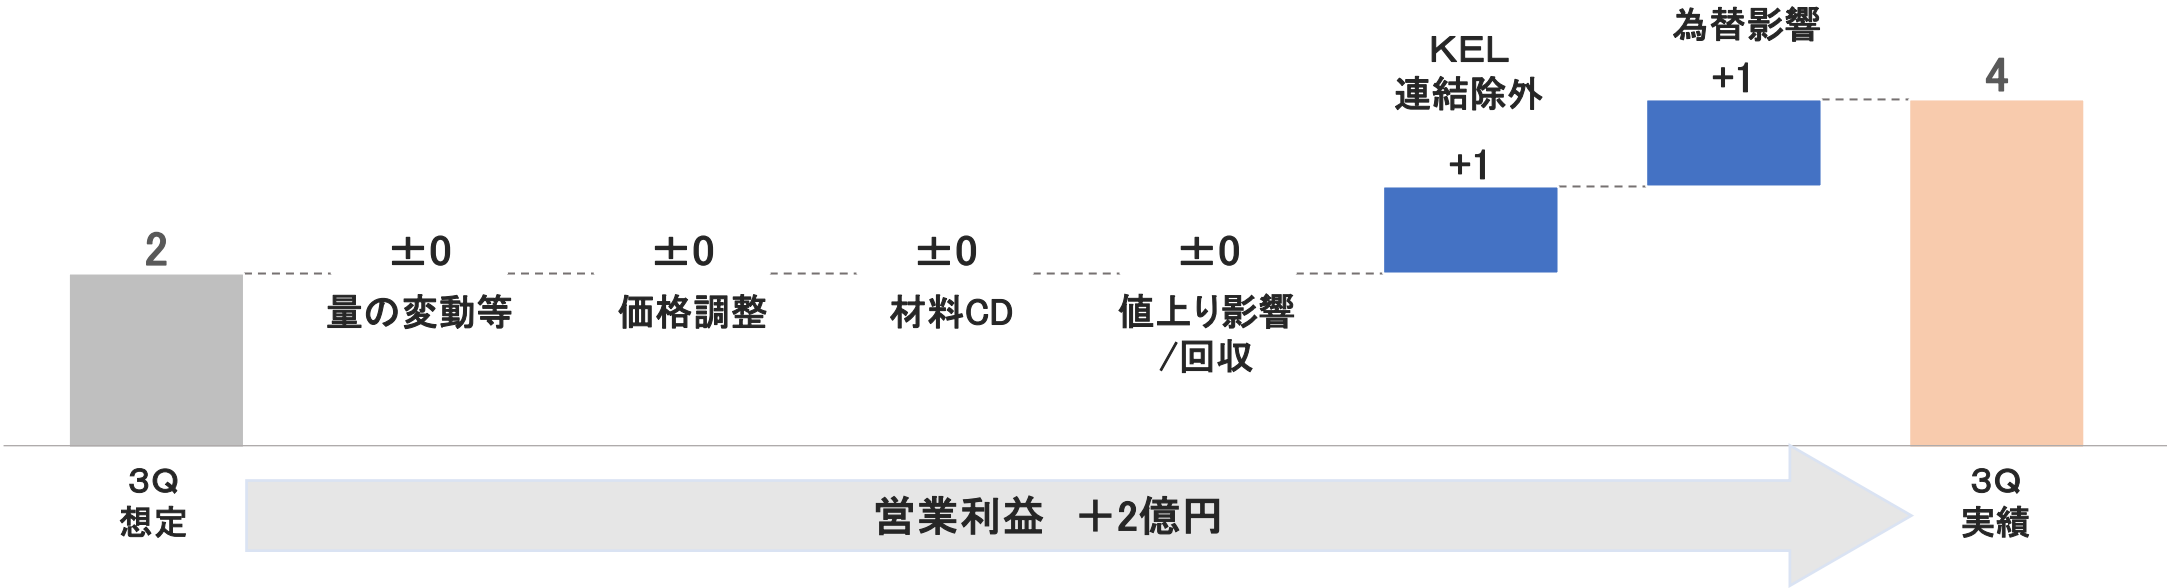 2
±0
量の変動等
±0
価格調整
±0
材料CD
±0
値上り影響
/回収
KEL
連結除外
+1
為替影響
+1
4
3Q
想定
営業利益　+2億円
3Q
実績